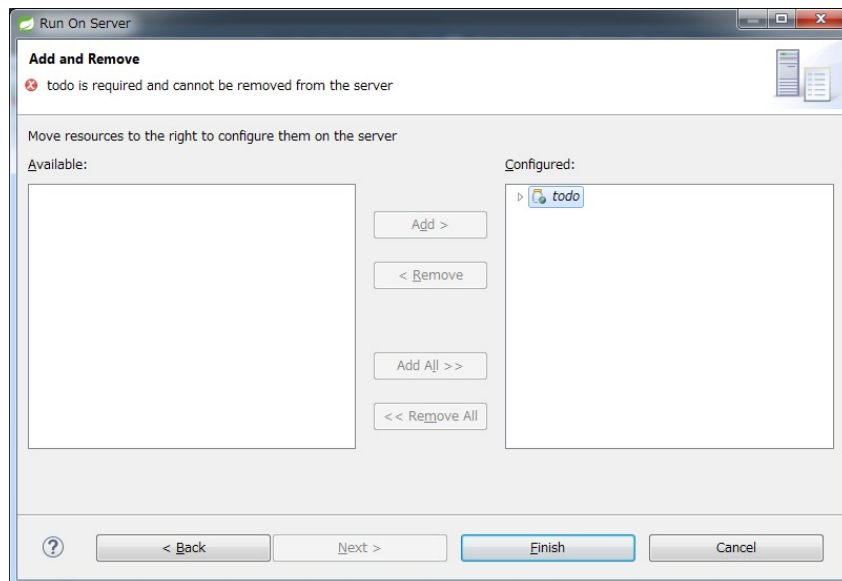 Run On Server
Add and Remove
todo is required and cannot be removed from the server
Move resources to the right to configure them on the server
Available:
Configured:
todo
Add >
< Remove
Add All >>
<< Remove All
?
< Back
Next >
Finish
Cancel